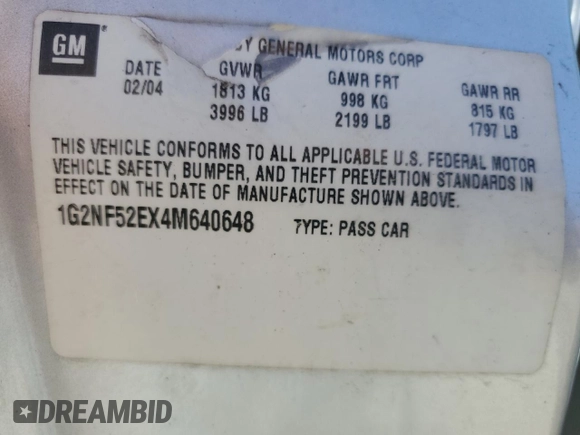 GM
BY GENERAL MOTORS CORP
DATE GVWR GAWR FRT GAWR RR
02/04 1813 KG 998 KG 815 KG
3996 LB 2199 LB 1797 LB
THIS VEHICLE CONFORMS TO ALL APPLICABLE U.S. FEDERAL MOTOR
VEHICLE SAFETY, BUMPER, AND THEFT PREVENTION STANDARDS IN
EFFECT ON THE DATE OF MANUFACTURE SHOWN ABOVE.
1G2NF52EX4M640648 TYPE: PASS CAR
DREAMBID